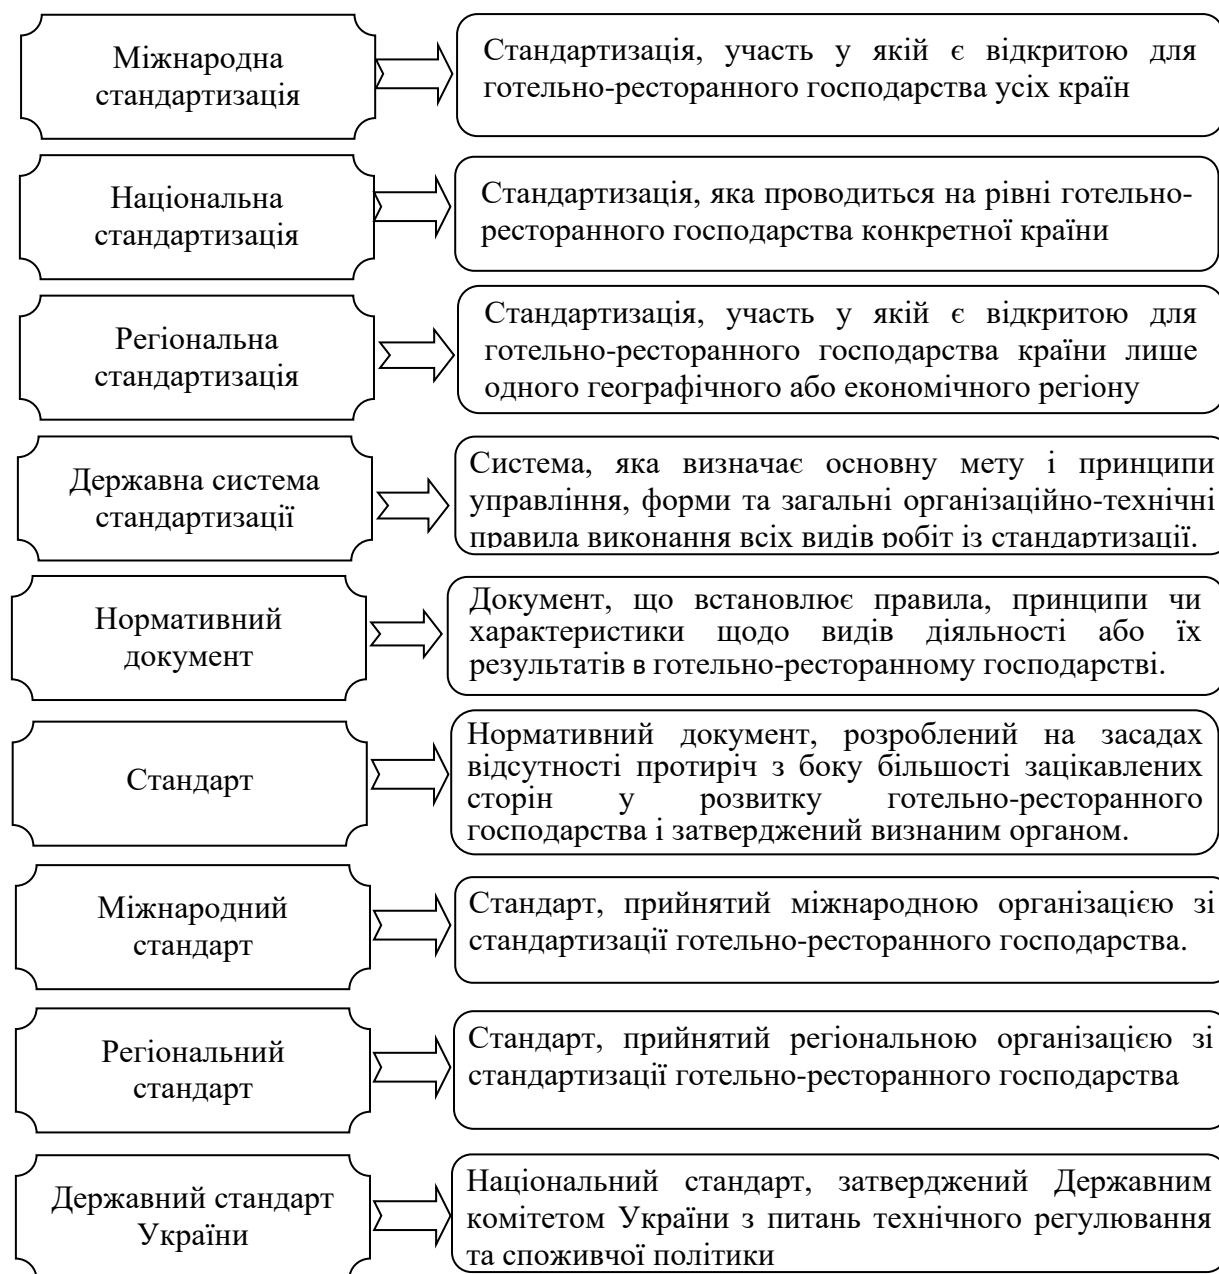 Міжнародна
стандартизація
Стандартизація, участь у якій є відкритою для
готельно-ресторанного господарства усіх країн
Національна
стандартизація
Стандартизація, яка проводиться на рівні готельно-
ресторанного господарства конкретної країни
Регіональна
стандартизація
Стандартизація, участь у якій є відкритою для
готельно-ресторанного господарства країни лише
одного географічного або економічного регіону
Державна система
стандартизації
Система, яка визначає основну мету і принципи
управління, форми та загальні організаційно-технічні
правила виконання всіх видів робіт із стандартизації.
Нормативний
документ
Документ, що встановлює правила, принципи чи
характеристики щодо видів діяльності або їх
результатів в готельно-ресторанному господарстві.
Стандарт
Нормативний документ, розроблений на засадах
відсутності протиріч з боку більшості зацікавлених
сторін у розвитку готельно-ресторанного
господарства і затверджений визнаним органом.
Міжнародний
стандарт
Стандарт, прийнятий міжнародною організацією зі
стандартизації готельно-ресторанного господарства.
Регіональний
стандарт
Стандарт, прийнятий регіональною організацією зі
стандартизації готельно-ресторанного господарства
Державний стандарт
України
Національний стандарт, затверджений Державним
комітетом України з питань технічного регулювання
та споживчої політики